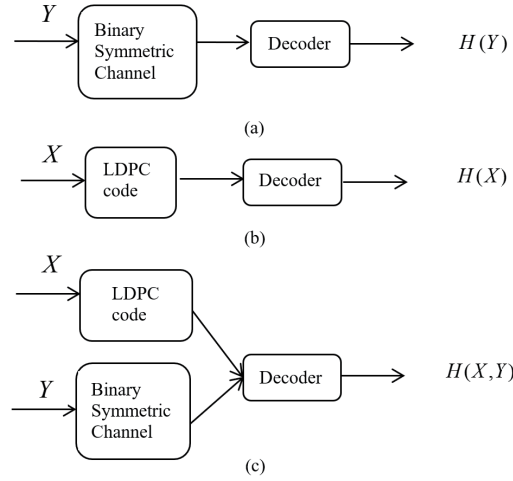 Y
Binary
Symmetric
Channel
Decoder
H(Y)
(a)
X
LDPC
code
Decoder
H(X)
(b)
X
LDPC
code
Y
Binary
Symmetric
Channel
Decoder
H(X,Y)
(c)